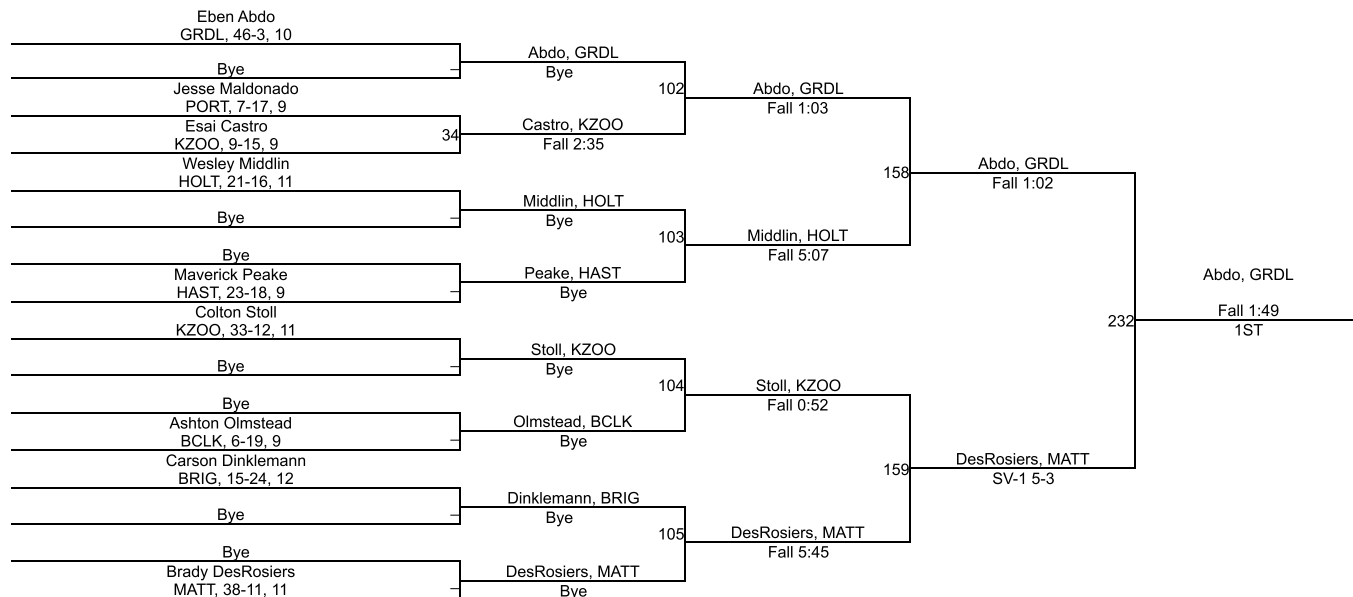 Eben Abdo
GRDL, 46-3, 10
Bye
Jesse Maldonado
PORT, 7-17, 9
Esai Castro
KZOO, 9-15, 9
34
Wesley Middlin
HOLT, 21-16, 11
Bye
Bye
Maverick Peake
HAST, 23-18, 9
Colton Stoll
KZOO, 33-12, 11
Bye
Bye
Ashton Olmstead
BCLK, 6-19, 9
Carson Dinklemann
BRIG, 15-24, 12
Bye
Bye
Brady DesRosiers
MATT, 38-11, 11
Abdo, GRDL
Bye
102
Castro, KZOO
Fall 2:35
Middlin, HOLT
Bye
103
Peake, HAST
Bye
Stoll, KZOO
Bye
104
Olmstead, BCLK
Bye
Dinklemann, BRIG
Bye
105
DesRosiers, MATT
Bye
Abdo, GRDL
Fall 1:03
158
Middlin, HOLT
Fall 5:07
Stoll, KZOO
Fall 0:52
159
DesRosiers, MATT
Fall 5:45
Abdo, GRDL
Fall 1:02
232
DesRosiers, MATT
SV-1 5-3
Abdo, GRDL
Fall 1:49
1ST